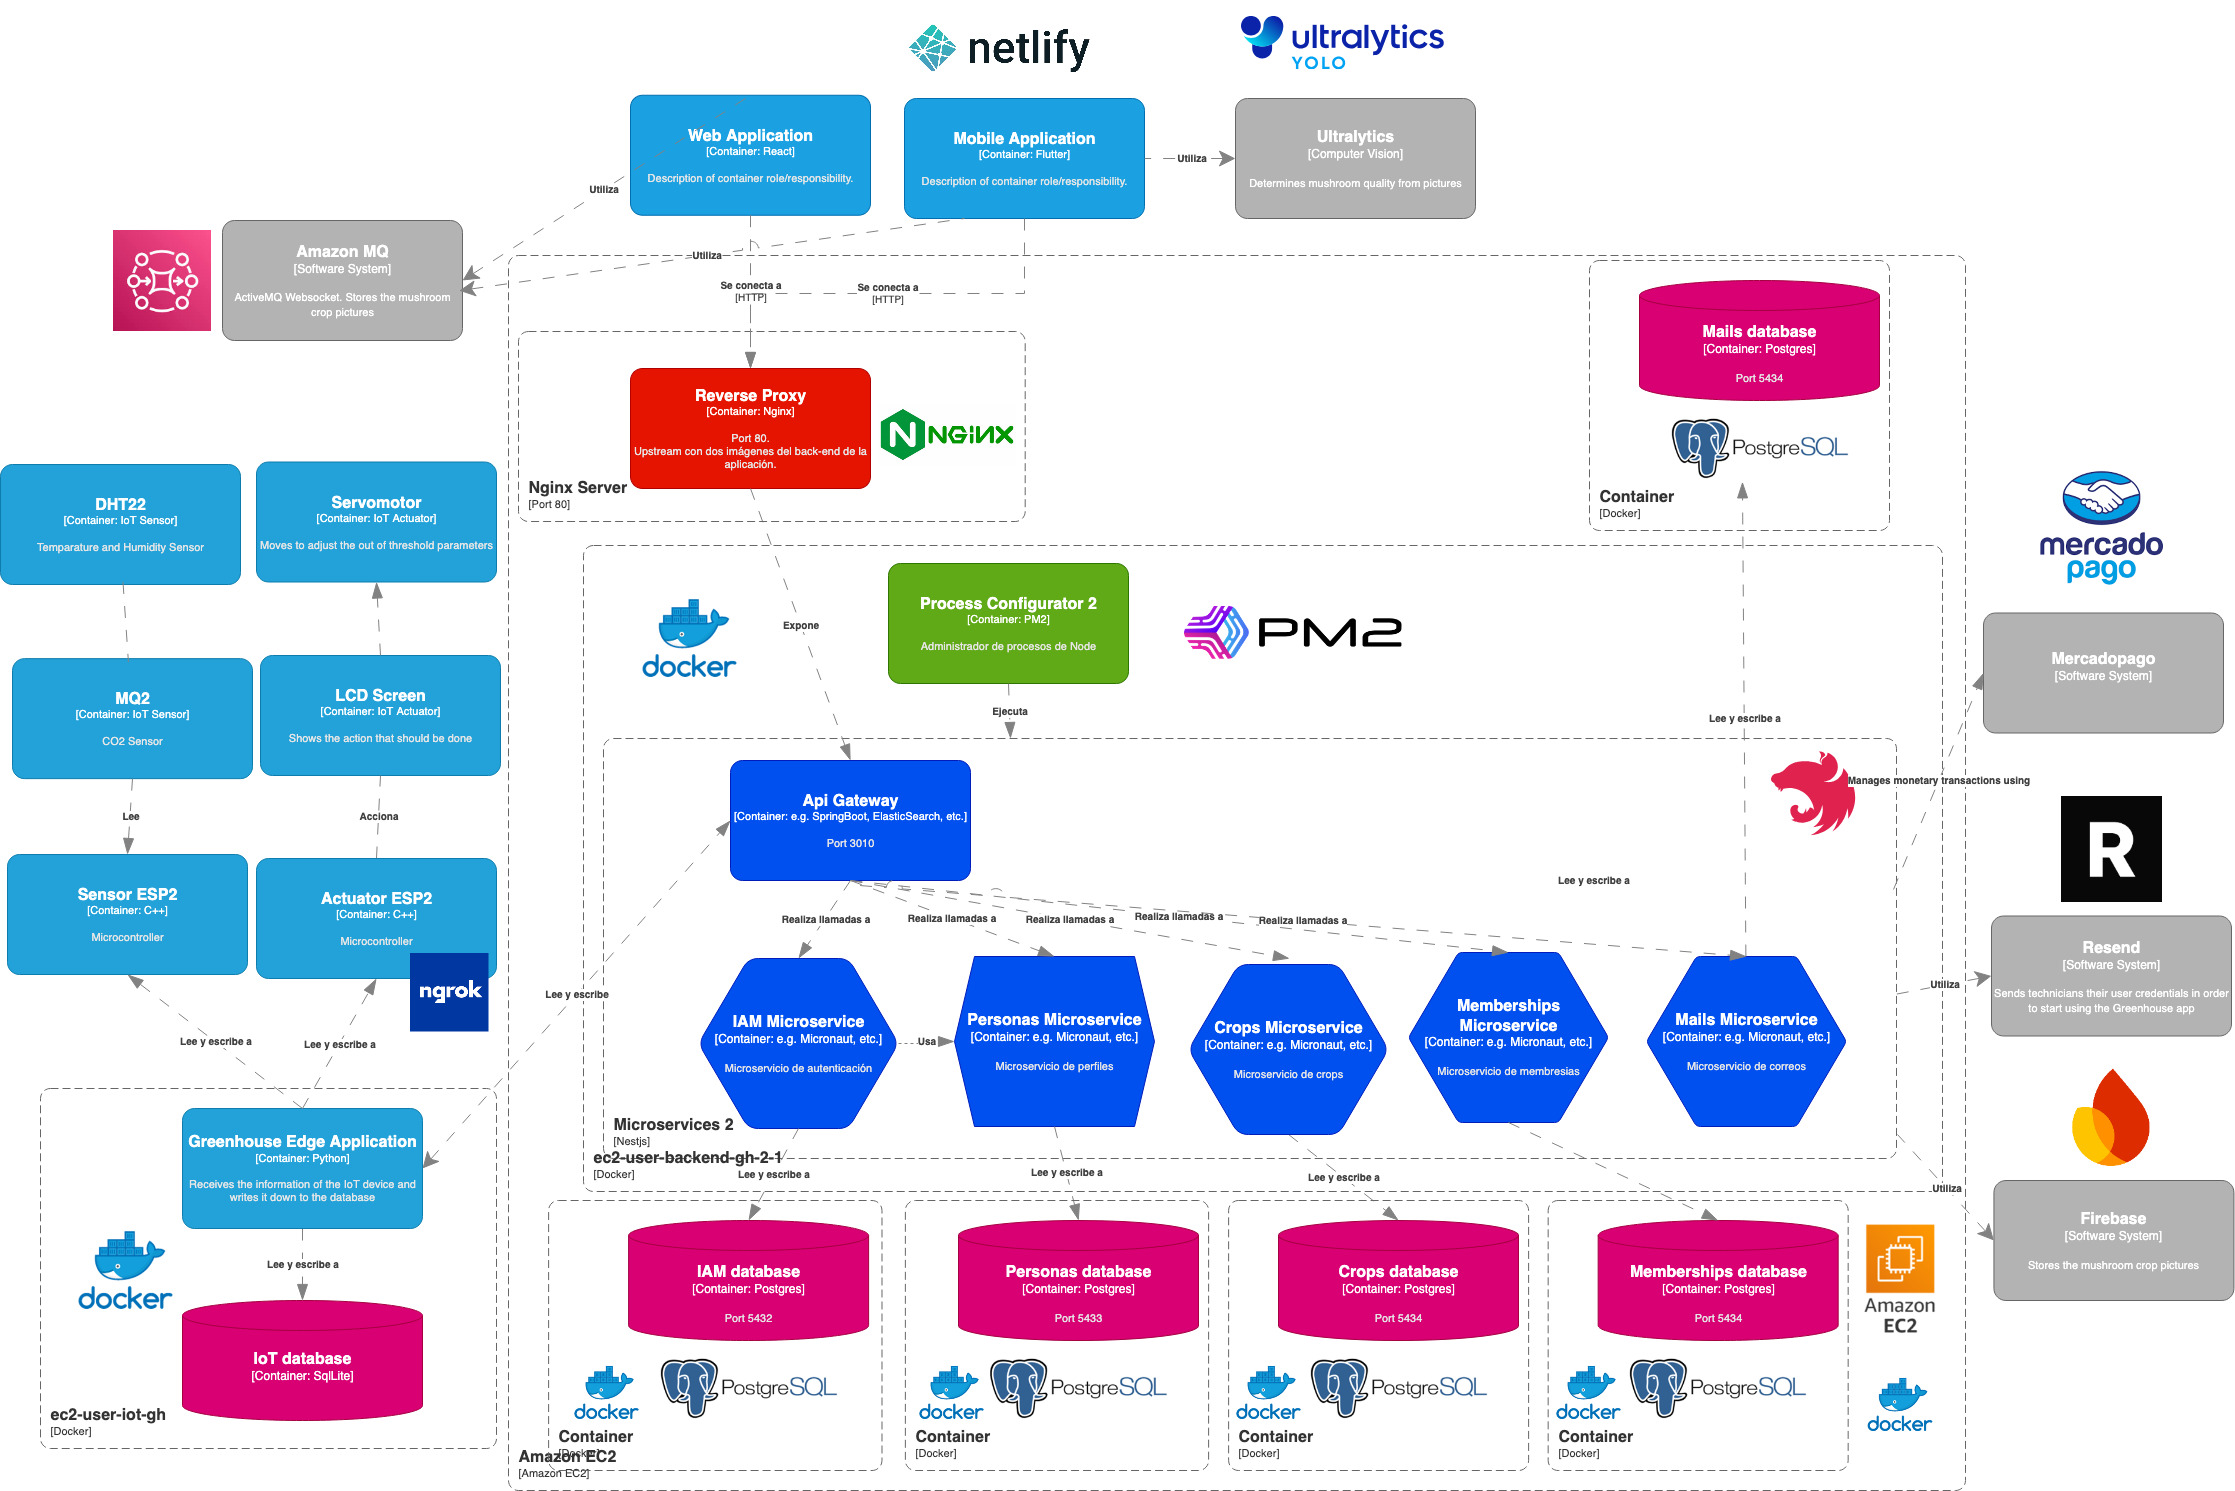 netlify
ultralytics
YOLO
Web Application
[Container: React]
Description of container role/responsibility.
Mobile Application
[Container: Flutter]
Description of container role/responsibility.
Utiliza
Ultralytics
[Computer Vision]
Determines mushroom quality from pictures
Utiliza
Amazon MQ
[Software System]
ActiveMQ Websocket. Stores the mushroom
crop pictures
Utiliza
Se conecta a
[HTTP]
Se conecta a
[HTTP]
Mails database
[Container: Postgres]
Port 5434
PostgreSQL
Container
[Docker]
Reverse Proxy
[Container: Nginx]
Port 80.
Upstream con dos imágenes del back-end de la
aplicación.
NGINX
Nginx Server
[Port 80]
DHT22
[Container: IoT Sensor]
Temparature and Humidity Sensor
Servomotor
[Container: IoT Actuator]
Moves to adjust the out of threshold parameters
mercado
pago
docker
Process Configurator 2
[Container: PM2]
Administrador de procesos de Node
PM2
Expone
Ejecuta
Mercadopago
[Software System]
MQ2
[Container: IoT Sensor]
CO2 Sensor
LCD Screen
[Container: IoT Actuator]
Shows the action that should be done
Lee y escribe a
Manages monetary transactions using
Lee
Acciona
Api Gateway
[Container: e.g. SpringBoot, ElasticSearch, etc.]
Port 3010
R
Sensor ESP2
[Container: C++]
Microcontroller
Actuator ESP2
[Container: C++]
Microcontroller
ngrok
Lee y escribe a
Realiza llamadas a
Realiza llamadas a
Realiza llamadas a
Realiza llamadas a
Realiza llamadas a
Resend
[Software System]
Sends technicians their user credentials in order
to start using the Greenhouse app
Utiliza
Lee y escribe
Lee y escribe a
Lee y escribe a
IAM Microservice
[Container: e.g. Micronaut, etc.]
Microservicio de autenticación
Usa
Personas Microservice
[Container: e.g. Micronaut, etc.]
Microservicio de perfiles
Crops Microservice
[Container: e.g. Micronaut, etc.]
Microservicio de crops
Memberships
Microservice
[Container: e.g. Micronaut, etc.]
Microservicio de membresias
Mails Microservice
[Container: e.g. Micronaut, etc.]
Microservicio de correos
Microservices 2
[Nestjs]
ec2-user-backend-gh-2-1
[Docker]
Greenhouse Edge Application
[Container: Python]
Receives the information of the IoT device and
writes it down to the database
Lee y escribe a
Lee y escribe a
Lee y escribe a
Utiliza
Firebase
[Software System]
Stores the mushroom crop pictures
docker
Lee y escribe a
IoT database
[Container: SqlLite]
ec2-user-iot-gh
[Docker]
IAM database
[Container: Postgres]
Port 5432
docker
PostgreSQL
Container
[Docker]
Personas database
[Container: Postgres]
Port 5433
docker
PostgreSQL
Container
[Docker]
Crops database
[Container: Postgres]
Port 5434
docker
PostgreSQL
Container
[Docker]
Memberships database
[Container: Postgres]
Port 5434
docker
PostgreSQL
Container
[Docker]
Amazon
EC2
docker
Amazon EC2
[Amazon EC2]